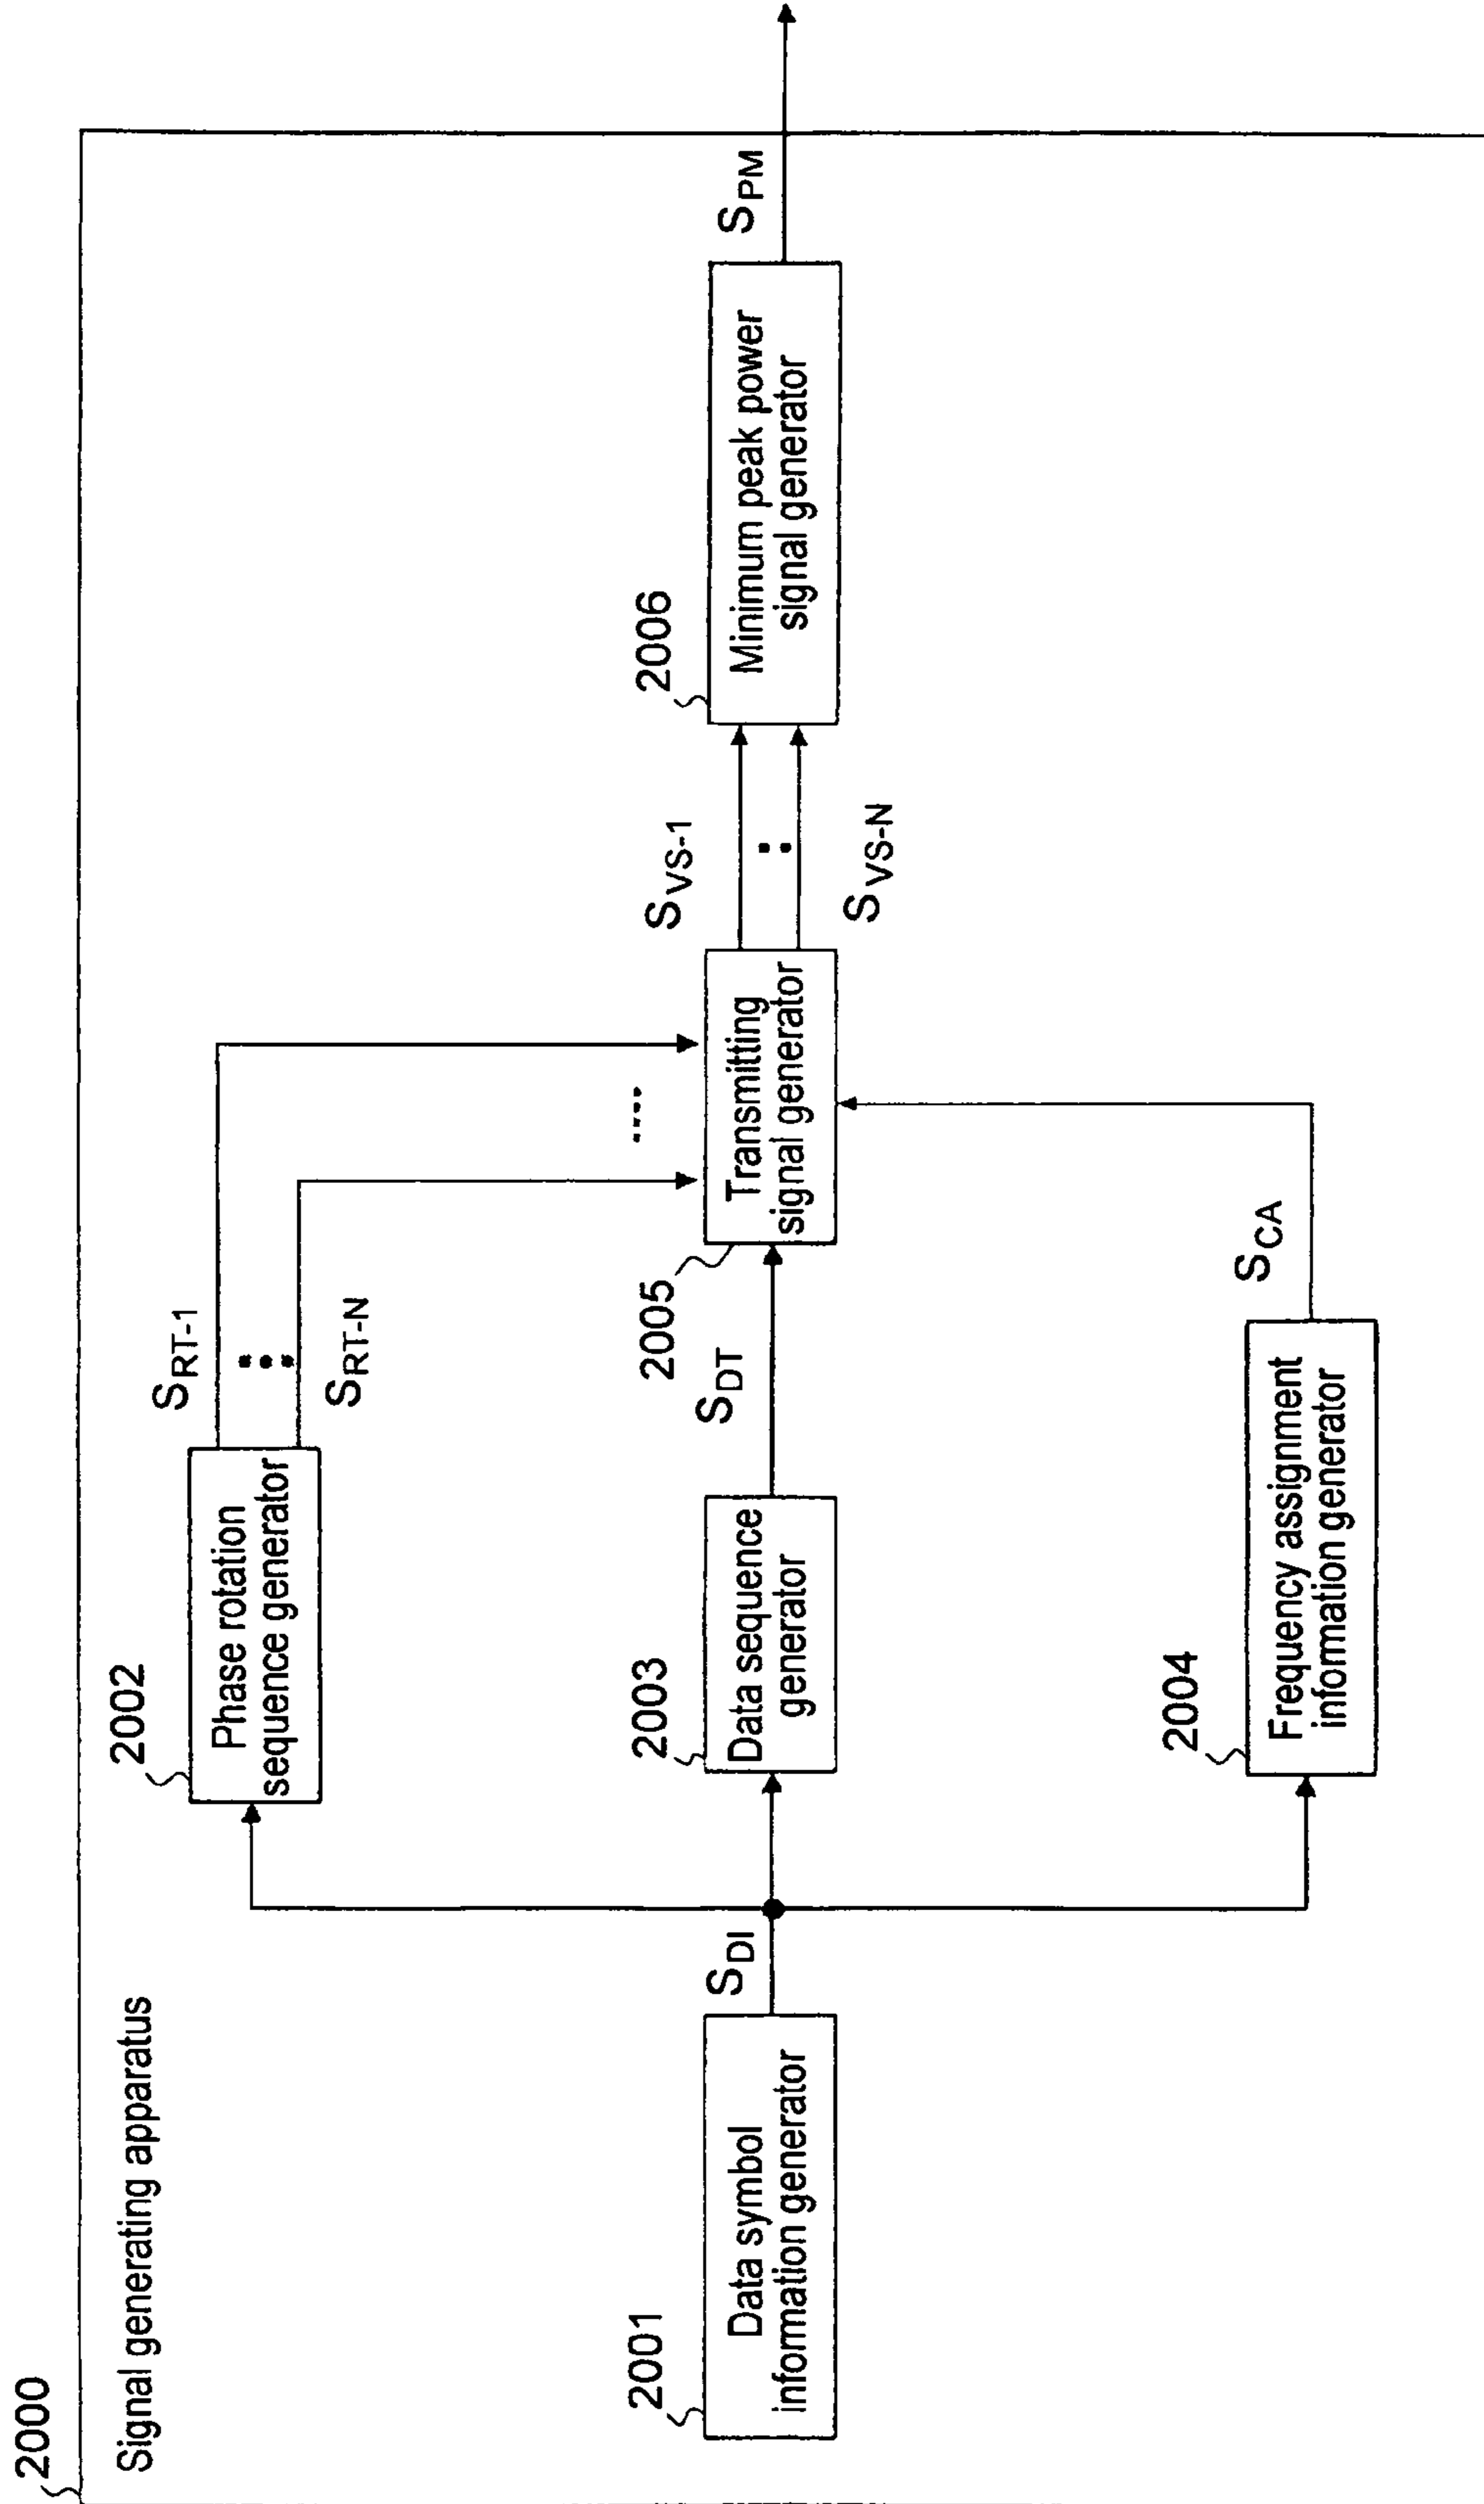 2000
Signal generating apparatus
2001
Data symbol
information generator
S_DI
2002
Phase rotation
sequence generator
S_RT-1
S_RT-N
2003
Data sequence
generator
S_DT
2004
Frequency assignment
information generator
S_CA
2005
Transmitting
signal generator
S_VS-1
S_VS-N
2006
Minimum peak power
signal generator
S_PM